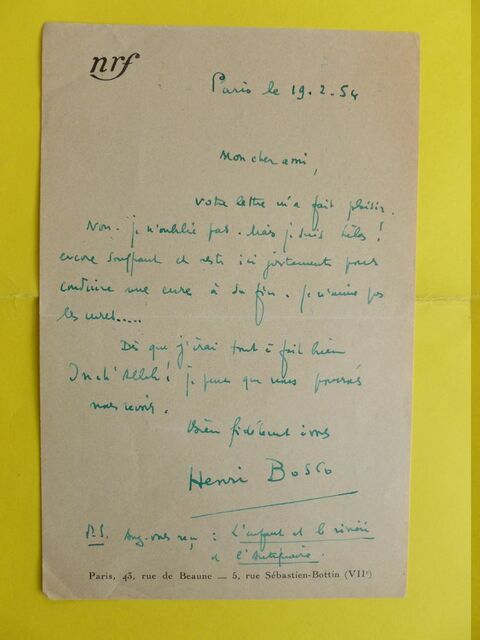 nrf
Paris le 19.2.54
Mon cher ami,
Votre lettre m'a fait plaisir.
Non. je n'oublie pas. Mais je suis hélas !
encore souffrant et reste ici justement pour
conduire une cure à sa fin. je n'aime pas
les cures.....
Dès que j'irai tout à fait bien
Inch'Allah ! je pense que nous pourrons
nous revoir.
Bien fidèlement à vous
Henri BOSCO
P.S. Avez-vous reçu : L'enfant et la rivière
et l'Antiquaire.
Paris, 43, rue de Beaune — 5, rue Sébastien-Bottin (VIIe)